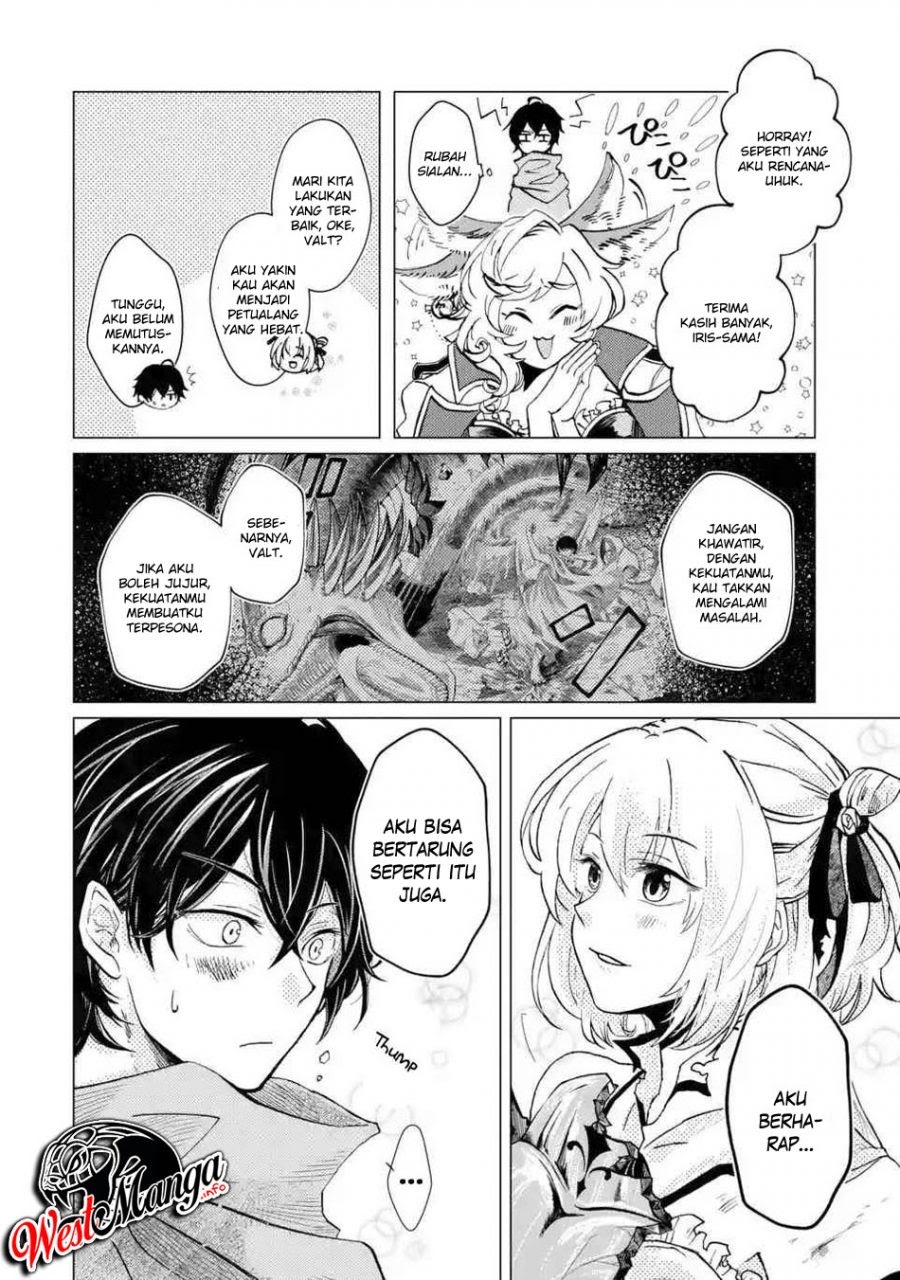 HORRAY!
SEPERTI YANG
AKU RENCANA-
UHUK.
ぴこ
ぴこ
RUBAH
SIALAN...
TERIMA
KASIH BANYAK,
IRIS-SAMA!
MARI KITA
LAKUKAN
YANG TER-
BAIK, OKE,
VALT?
AKU YAKIN
KAU AKAN
MENJADI
PETUALANG
YANG HEBAT.
TUNGGU,
AKU BELUM
MEMUTUS-
KANNYA.
JANGAN
KHAWATIR,
DENGAN
KEKUATANMU,
KAU TAKKAN
MENGALAMI
MASALAH.
SEBE-
NARNYA,
VALT.
JIKA AKU
BOLEH JUJUR,
KEKUATANMU
MEMBUATKU
TERPESONA.
AKU
BERHA-
RAP...
AKU BISA
BERTARUNG
SEPERTI ITU
JUGA.
Thump
...
WestManga
.info